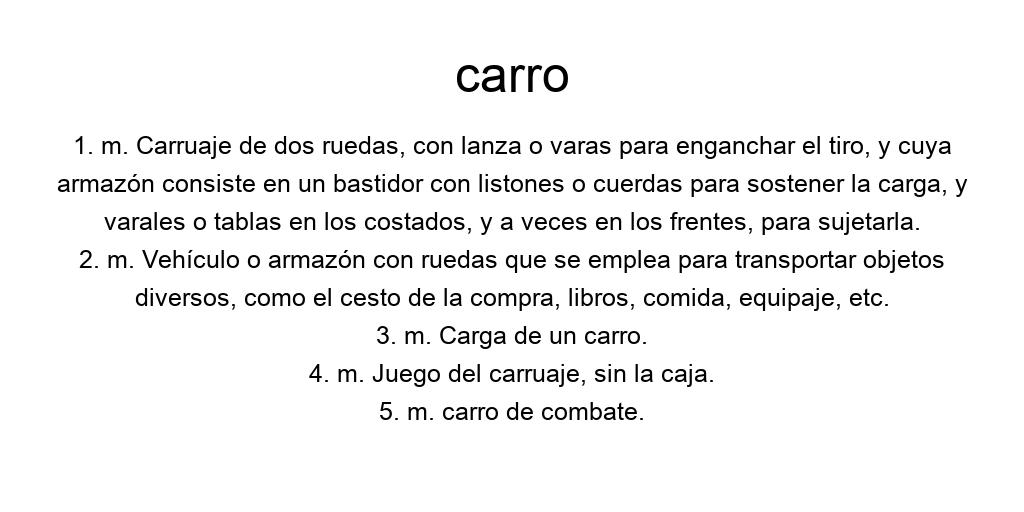 carro
1. m. Carruaje de dos ruedas, con lanza o varas para enganchar el tiro, y cuya
armazón consiste en un bastidor con listones o cuerdas para sostener la carga, y
varales o tablas en los costados, y a veces en los frentes, para sujetarla.
2. m. Vehículo o armazón con ruedas que se emplea para transportar objetos
diversos, como el cesto de la compra, libros, comida, equipaje, etc.
3. m. Carga de un carro.
4. m. Juego del carruaje, sin la caja.
5. m. carro de combate.